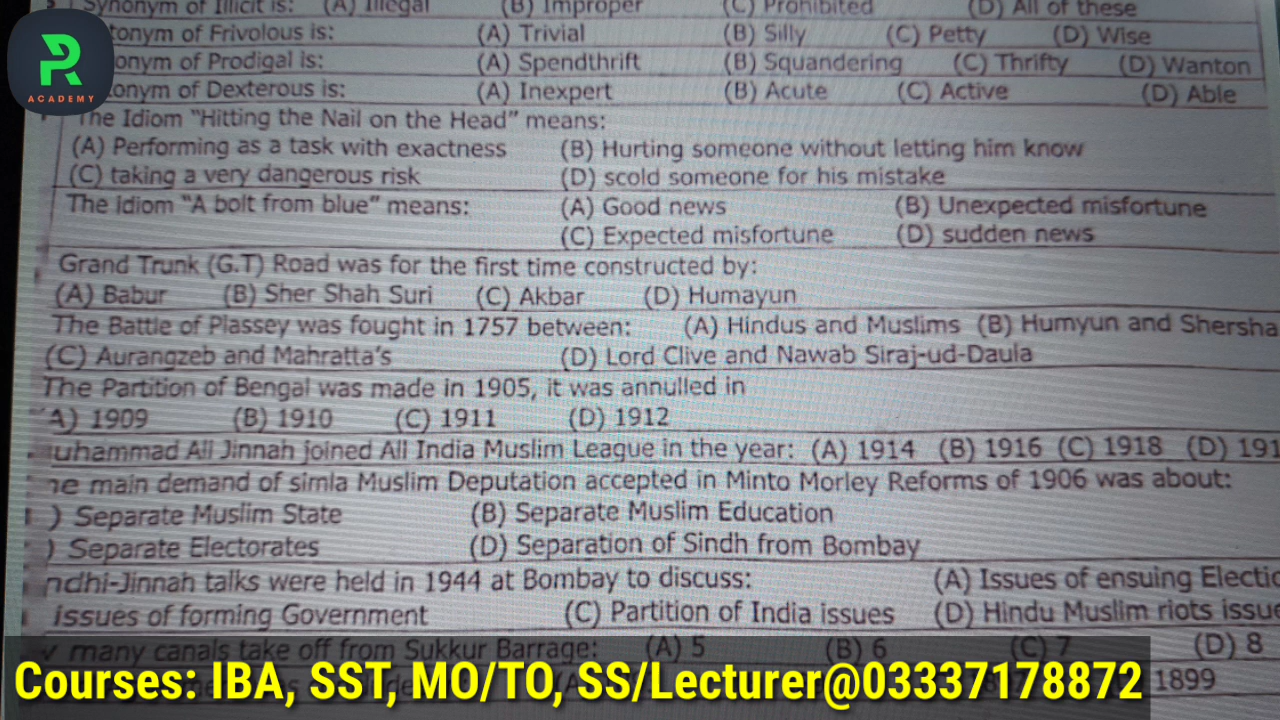 Synonym of Illicit is: (A) Illegal (B) Improper (C) Prohibited (D) All of these
tonym of Frivolous is: (A) Trivial (B) Silly (C) Petty (D) Wise
onym of Prodigal is: (A) Spendthrift (B) Squandering (C) Thrifty (D) Wanton
onym of Dexterous is: (A) Inexpert (B) Acute (C) Active (D) Able
PR
ACADEMY
The Idiom "Hitting the Nail on the Head" means:
(A) Performing as a task with exactness (B) Hurting someone without letting him know
(C) taking a very dangerous risk (D) scold someone for his mistake
The idiom "A bolt from blue" means: (A) Good news (B) Unexpected misfortune
(C) Expected misfortune (D) sudden news
Grand Trunk (G.T) Road was for the first time constructed by:
(A) Babur (B) Sher Shah Suri (C) Akbar (D) Humayun
The Battle of Plassey was fought in 1757 between: (A) Hindus and Muslims (B) Humyun and Shersha
(C) Aurangzeb and Mahratta's (D) Lord Clive and Nawab Siraj-ud-Daula
The Partition of Bengal was made in 1905, it was annulled in
A) 1909 (B) 1910 (C) 1911 (D) 1912
uhammad Ali Jinnah joined All India Muslim League in the year: (A) 1914 (B) 1916 (C) 1918 (D) 191
he main demand of simla Muslim Deputation accepted in Minto Morley Reforms of 1906 was about:
) Separate Muslim State (B) Separate Muslim Education
) Separate Electorates (D) Separation of Sindh from Bombay
ndhi-Jinnah talks were held in 1944 at Bombay to discuss: (A) Issues of ensuing Electio
issues of forming Government (C) Partition of India issues (D) Hindu Muslim riots issue
many canals take off from Sukkur Barrage: (A) 5 (B) 6 (C) 7 (D) 8
1899
Courses: IBA, SST, MO/TO, SS/Lecturer@03337178872